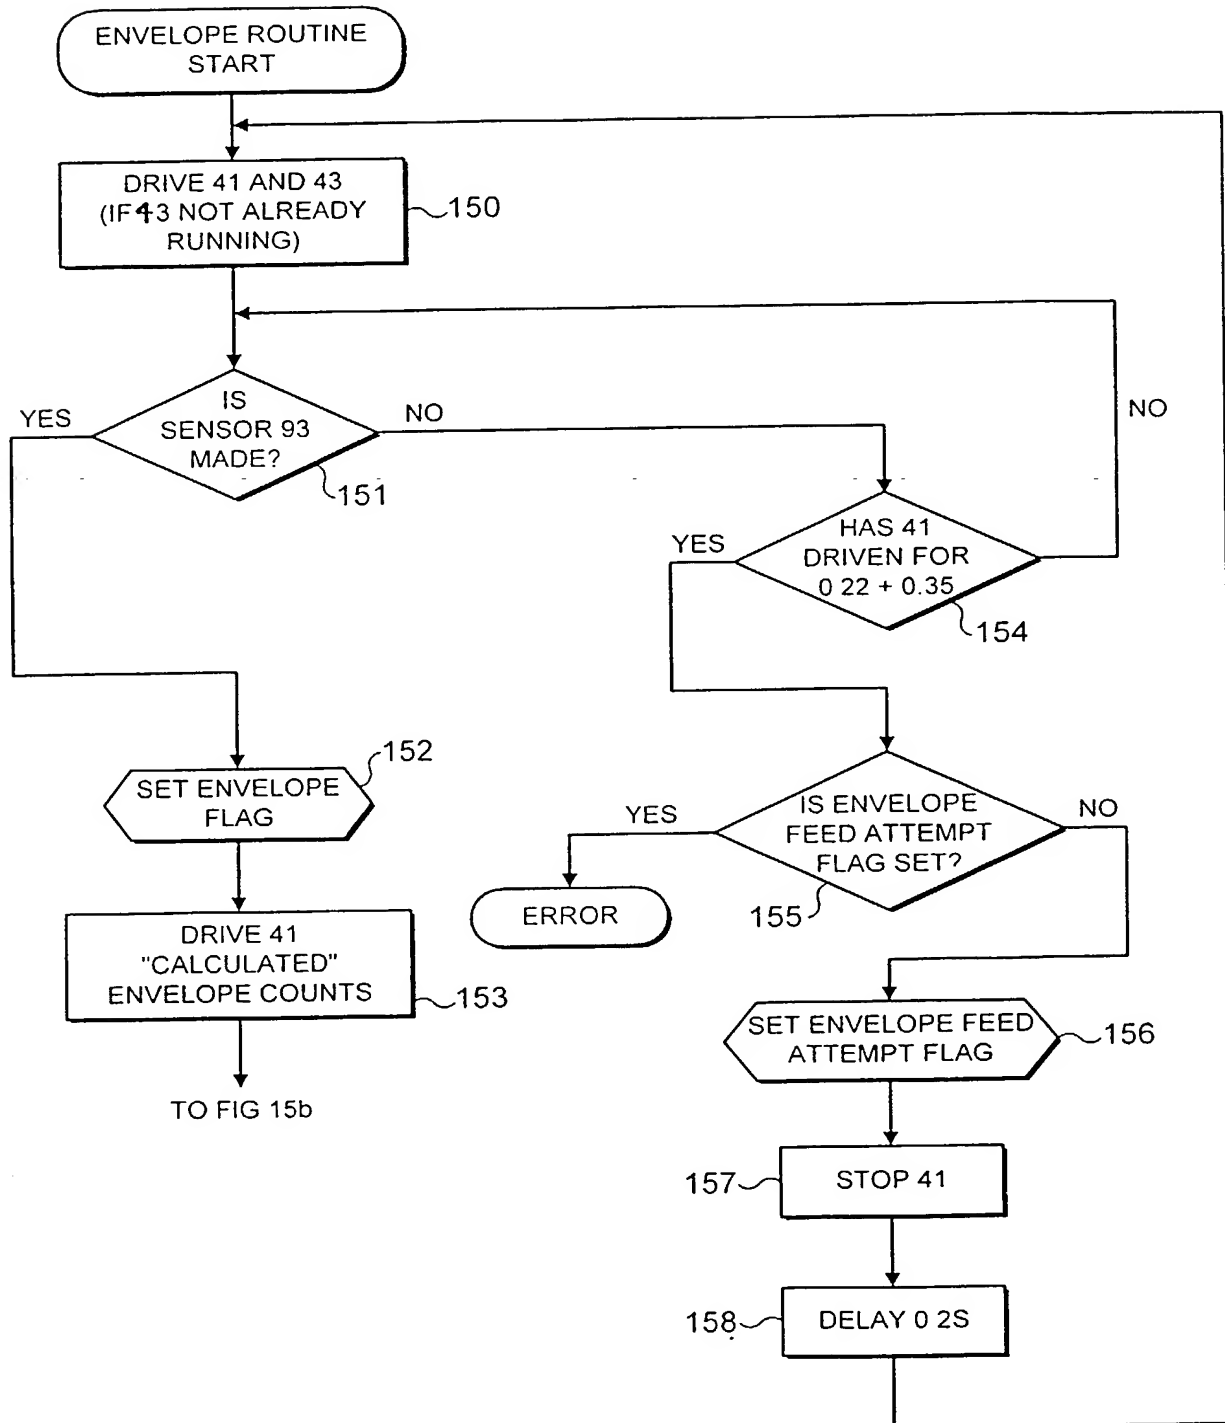 ENVELOPE ROUTINE
START
DRIVE 41 AND 43
(IF 43 NOT ALREADY
RUNNING)
150
IS
SENSOR 93
MADE?
YES
NO
151
HAS 41
DRIVEN FOR
0 22 + 0.35
YES
NO
154
152
SET ENVELOPE
FLAG
IS ENVELOPE
FEED ATTEMPT
FLAG SET?
YES
NO
155
ERROR
DRIVE 41
"CALCULATED"
ENVELOPE COUNTS
153
TO FIG 15b
SET ENVELOPE FEED
ATTEMPT FLAG
156
157
STOP 41
158
DELAY 0 2S